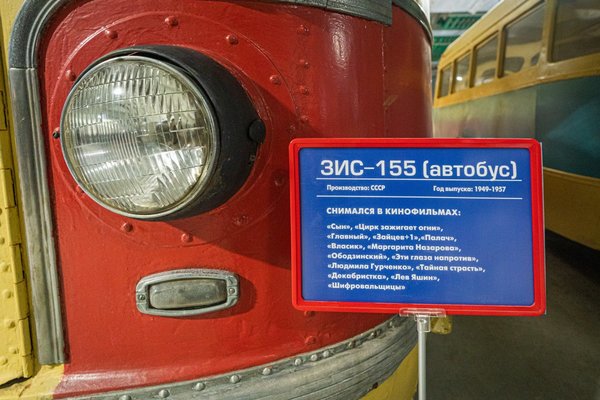 ЗИС-155 (автобус)
Производство: СССР Год выпуска: 1949-1957
СНИМАЛСЯ В КИНОФИЛЬМАХ:
«Сын», «Цирк зажигает огни»,
«Главный», «Зайцев+1»,«Палач»,
«Власик», «Маргарита Назарова»,
«Ободзинский», «Эти глаза напротив»,
«Людмила Гурченко», «Тайная страсть»,
«Декабристка», «Лев Яшин»,
«Шифровальщицы»